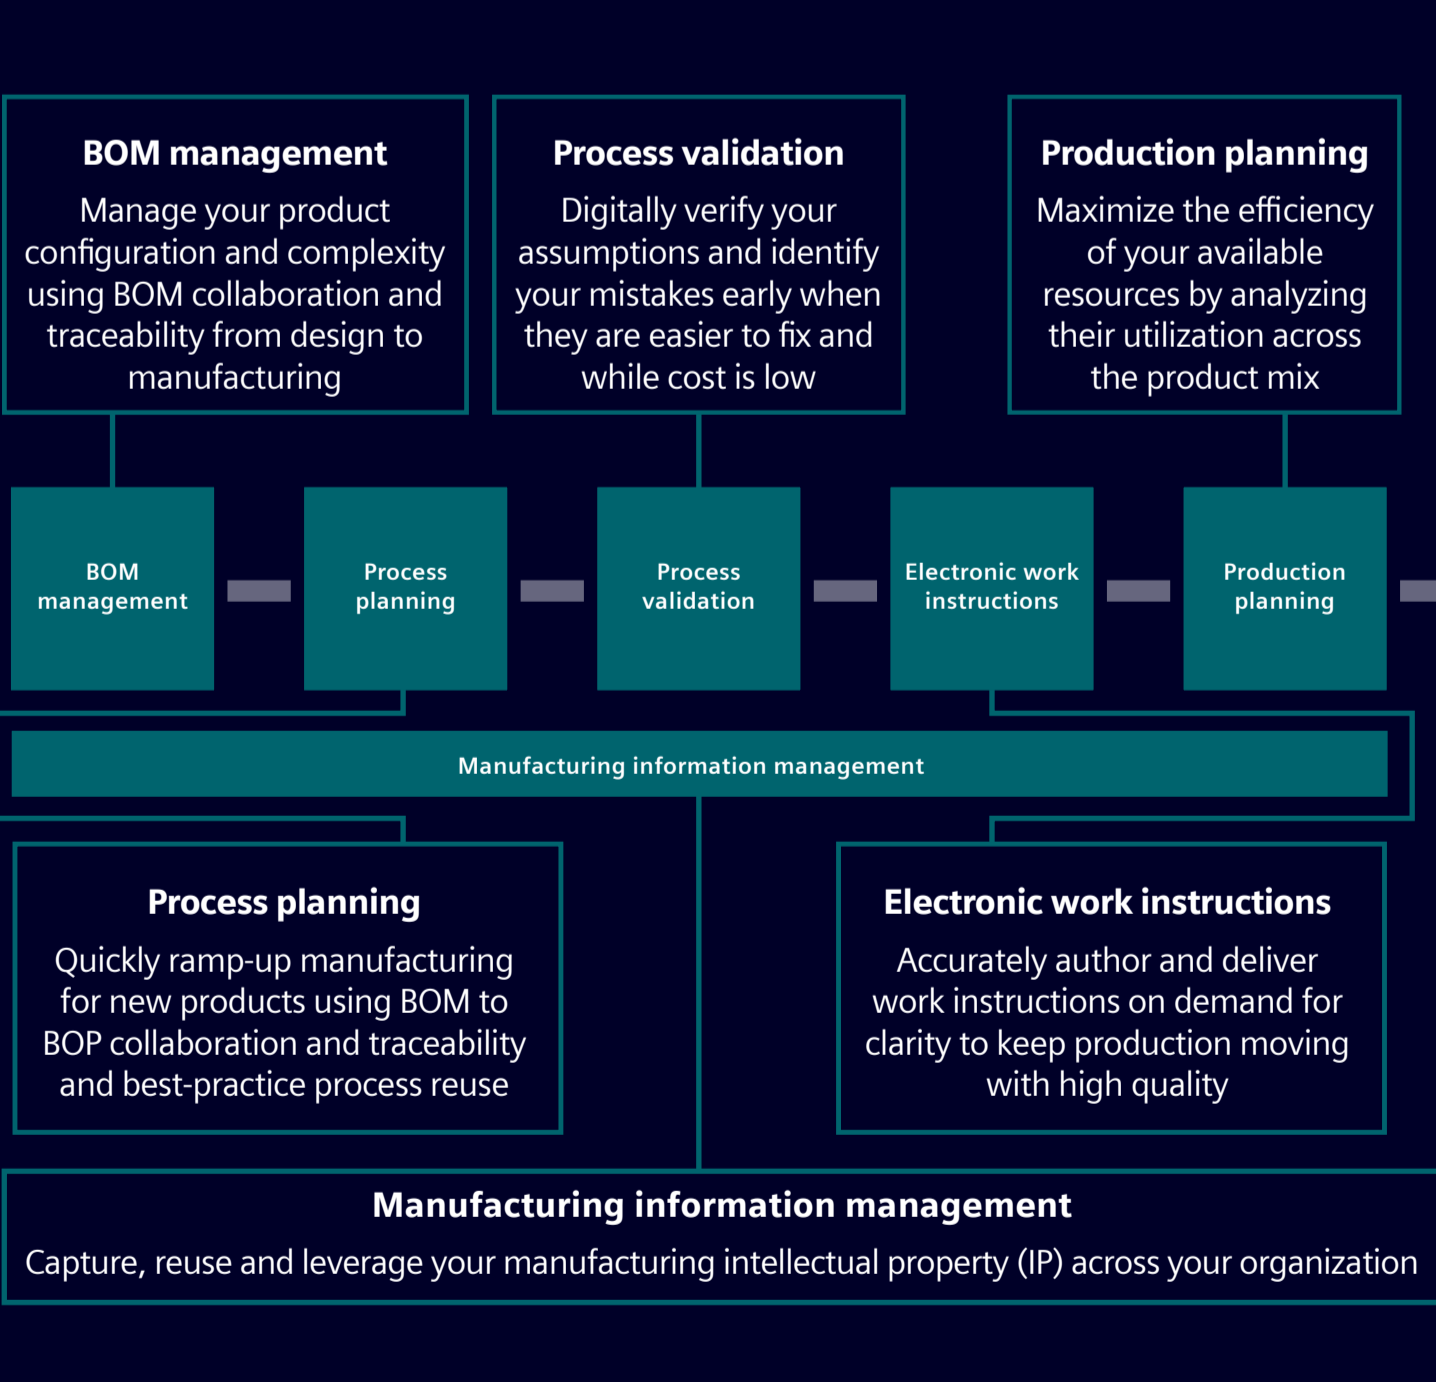 BOM management
Manage your product
configuration and complexity
using BOM collaboration and
traceability from design to
manufacturing
Process validation
Digitally verify your
assumptions and identify
your mistakes early when
they are easier to fix and
while cost is low
Production planning
Maximize the efficiency
of your available
resources by analyzing
their utilization across
the product mix
BOM
management
Process
planning
Process
validation
Electronic work
instructions
Production
planning
Manufacturing information management
Process planning
Quickly ramp-up manufacturing
for new products using BOM to
BOP collaboration and traceability
and best-practice process reuse
Electronic work instructions
Accurately author and deliver
work instructions on demand for
clarity to keep production moving
with high quality
Manufacturing information management
Capture, reuse and leverage your manufacturing intellectual property (IP) across your organization